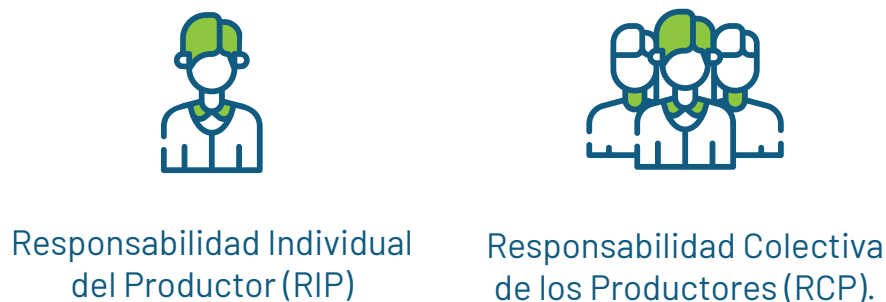 Responsabilidad Individual
del Productor (RIP)
Responsabilidad Colectiva
de los Productores (RCP).